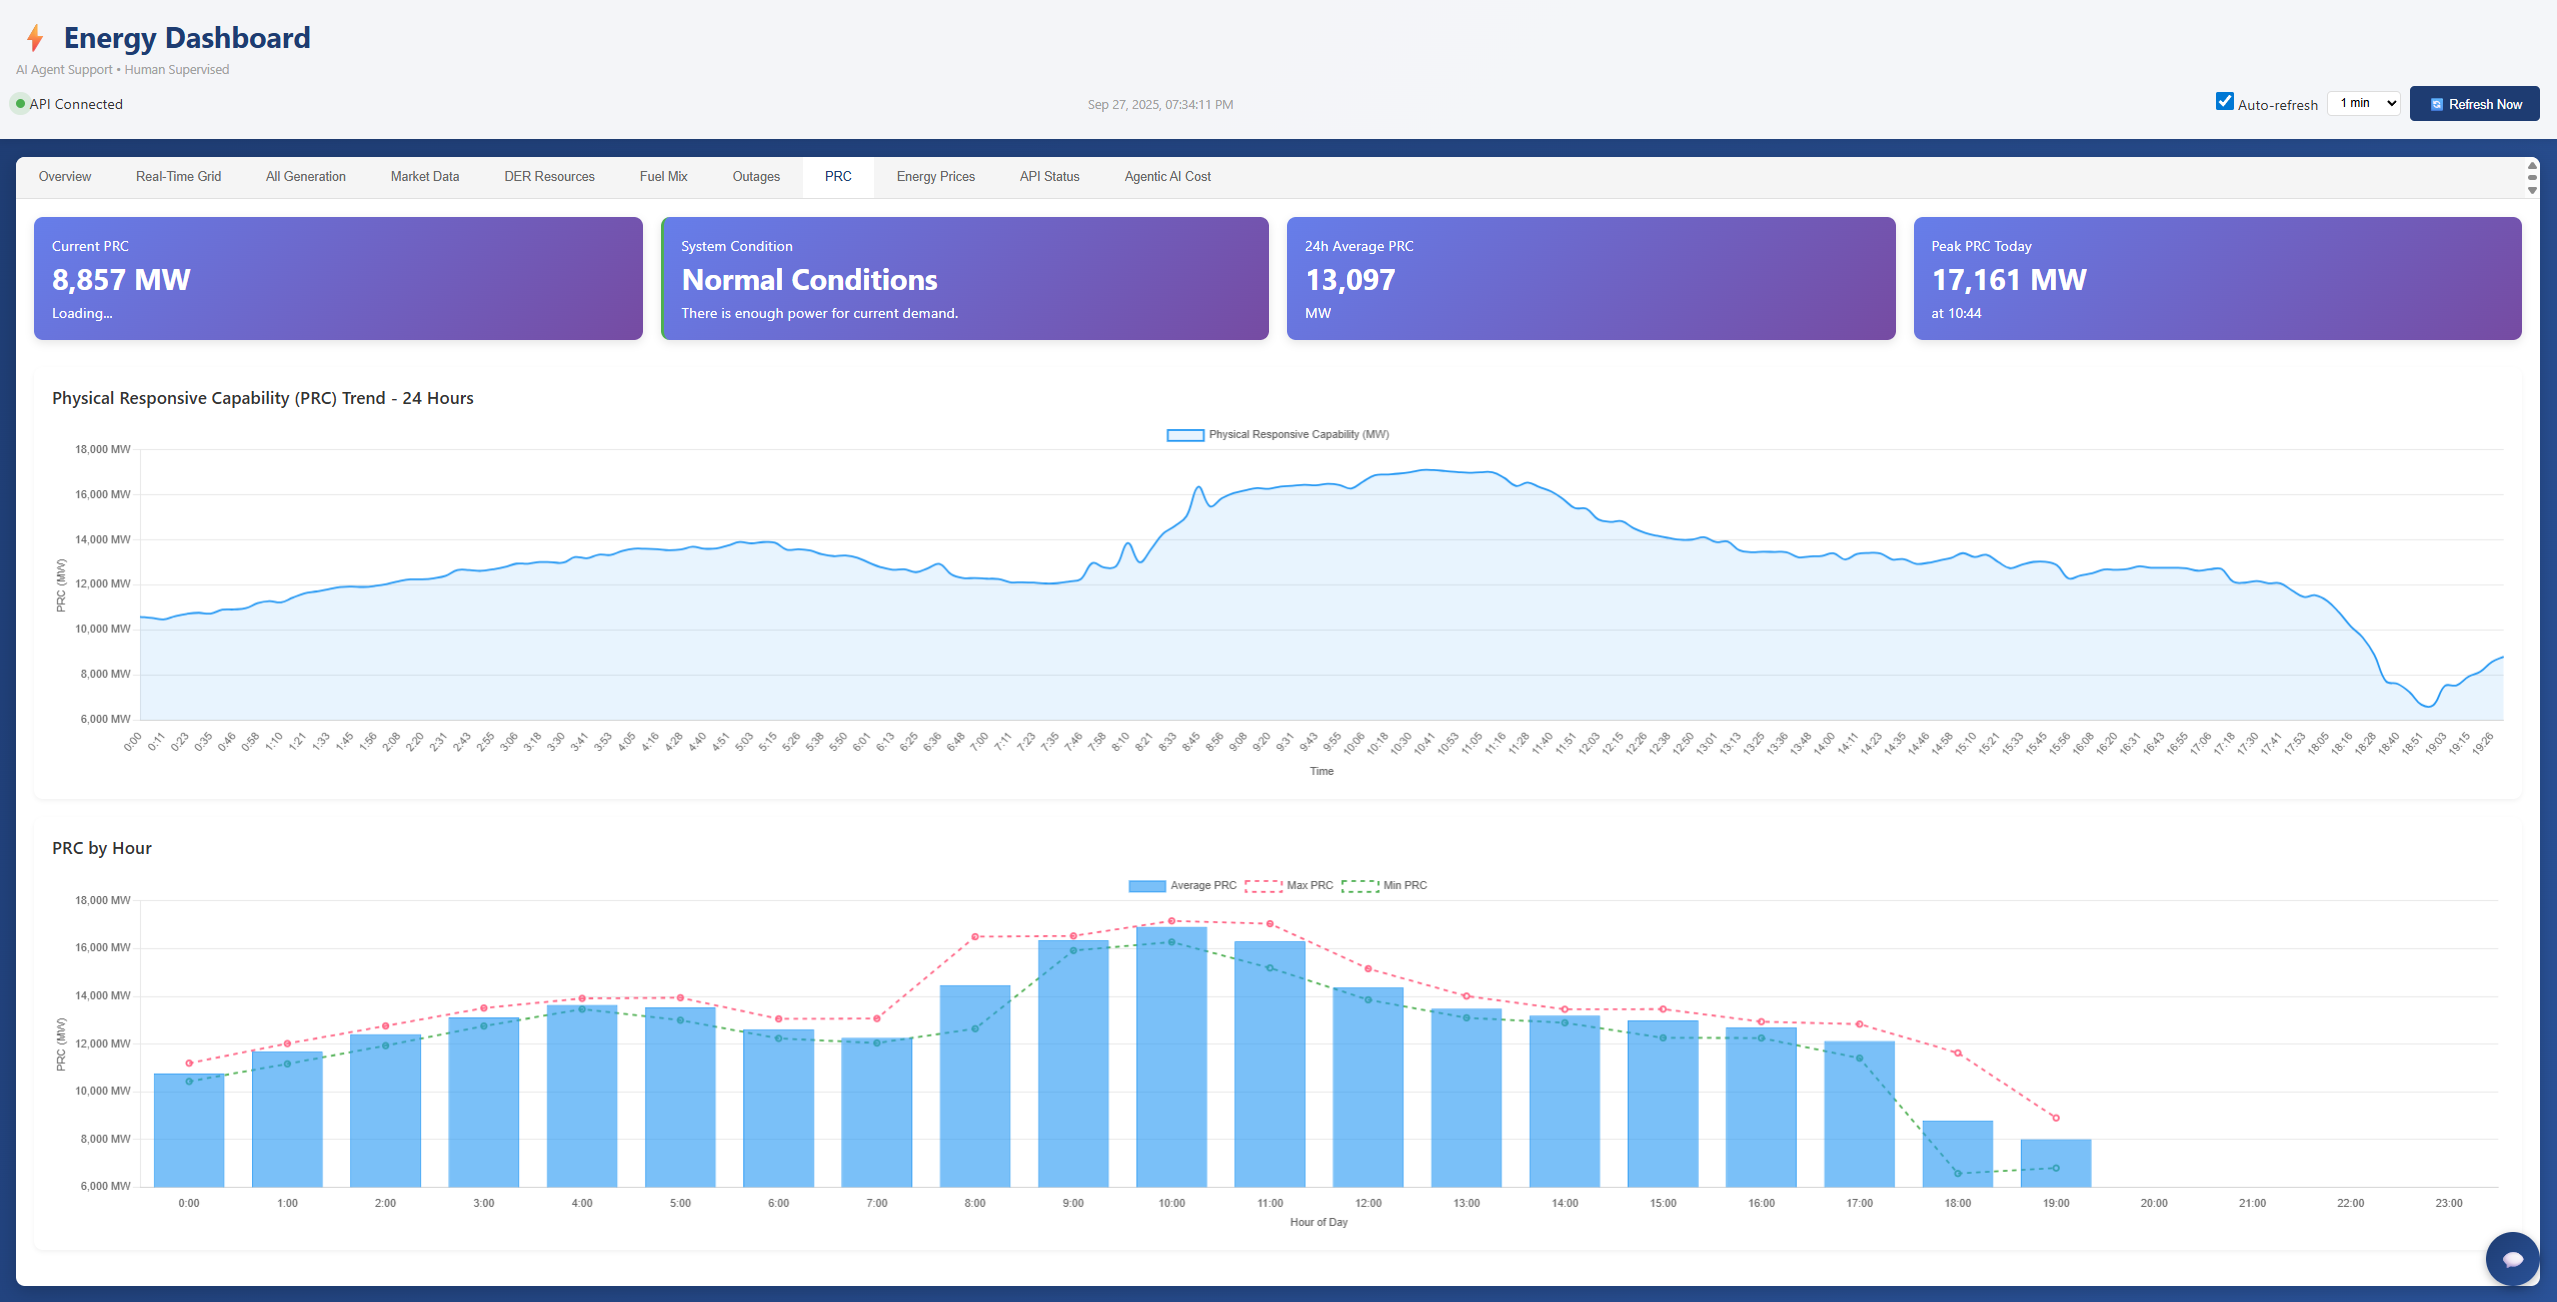 Energy Dashboard
AI Agent Support • Human Supervised
API Connected
Sep 27, 2025, 07:34:11 PM
Auto-refresh
1 min
Refresh Now
Overview Real-Time Grid All Generation Market Data DER Resources Fuel Mix Outages PRC Energy Prices API Status Agentic AI Cost
Current PRC
8,857 MW
Loading...
System Condition
Normal Conditions
There is enough power for current demand.
24h Average PRC
13,097
MW
Peak PRC Today
17,161 MW
at 10:44
Physical Responsive Capability (PRC) Trend - 24 Hours
Physical Responsive Capability (MW)
18,000 MW
16,000 MW
14,000 MW
12,000 MW
10,000 MW
8,000 MW
6,000 MW
PRC (MW)
0:00 0:11 0:23 0:35 0:46 0:58 1:10 1:21 1:33 1:45 1:56 2:08 2:20 2:31 2:43 2:55 3:06 3:18 3:30 3:41 3:53 4:05 4:16 4:28 4:40 4:51 5:03 5:15 5:26 5:38 5:50 6:01 6:13 6:25 6:36 6:48 7:00 7:11 7:23 7:35 7:46 7:58 8:10 8:21 8:33 8:45 8:56 9:08 9:20 9:31 9:43 9:55 10:06 10:18 10:30 10:41 10:53 11:05 11:16 11:28 11:40 11:51 12:03 12:15 12:26 12:38 12:50 13:01 13:13 13:25 13:36 13:48 14:00 14:11 14:23 14:35 14:46 14:58 15:10 15:21 15:33 15:45 15:56 16:08 16:20 16:31 16:43 16:55 17:06 17:18 17:30 17:41 17:53 18:05 18:16 18:28 18:40 18:51 19:03 19:15 19:26
Time
PRC by Hour
Average PRC Max PRC Min PRC
18,000 MW
16,000 MW
14,000 MW
12,000 MW
10,000 MW
8,000 MW
6,000 MW
PRC (MW)
0:00 1:00 2:00 3:00 4:00 5:00 6:00 7:00 8:00 9:00 10:00 11:00 12:00 13:00 14:00 15:00 16:00 17:00 18:00 19:00 20:00 21:00 22:00 23:00
Hour of Day